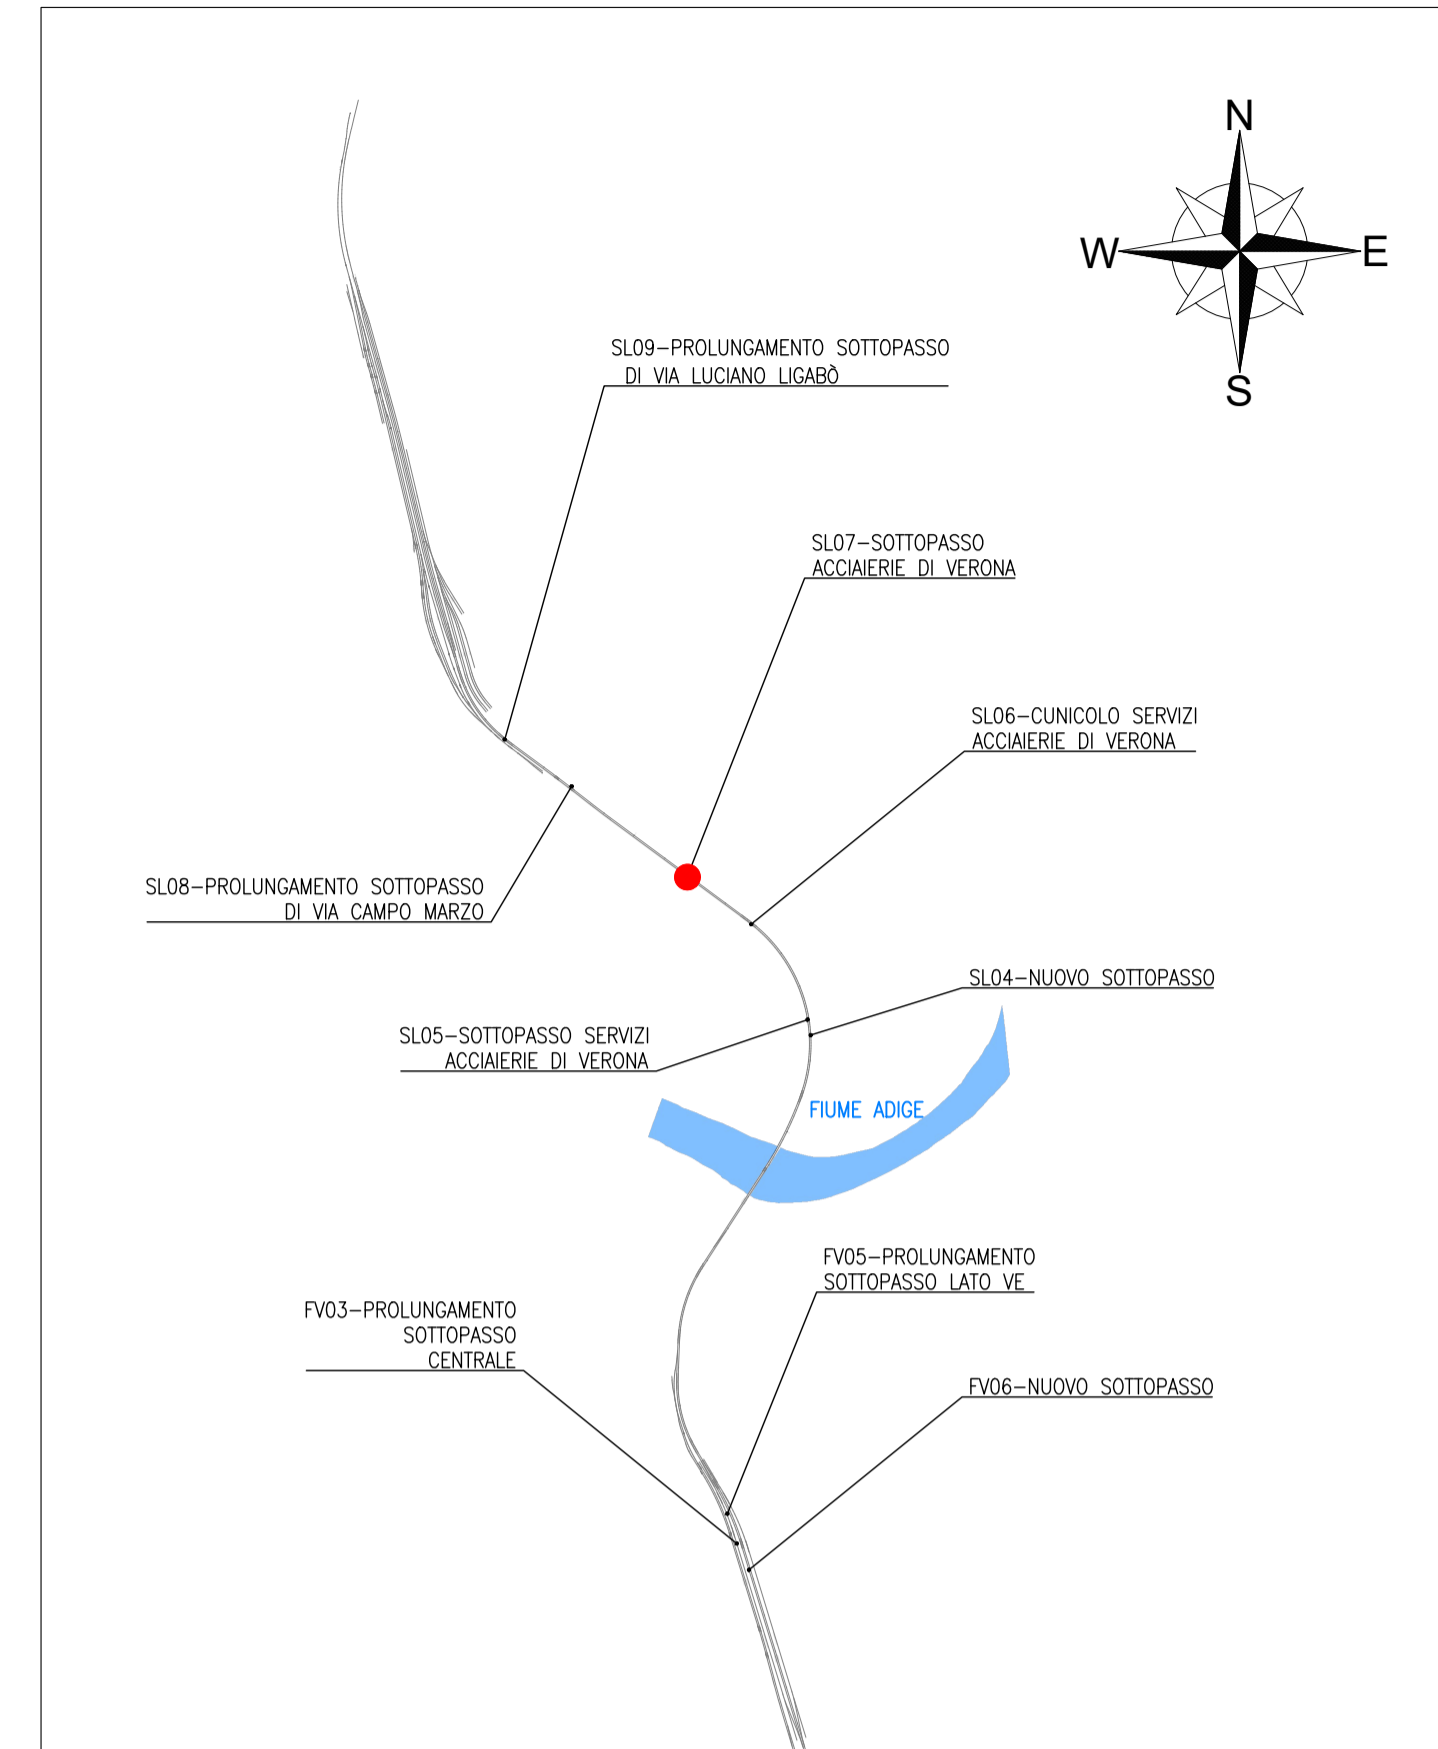 N
W
E
S
SL09-PROLUNGAMENTO SOTTOPASSO
DI VIA LUCIANO LIGABÒ
SL07-SOTTOPASSO
ACCIAIERIE DI VERONA
SL06-CUNICOLO SERVIZI
ACCIAIERIE DI VERONA
SL08-PROLUNGAMENTO SOTTOPASSO
DI VIA CAMPO MARZO
SL04-NUOVO SOTTOPASSO
SL05-SOTTOPASSO SERVIZI
ACCIAIERIE DI VERONA
FIUME ADIGE
FV05-PROLUNGAMENTO
SOTTOPASSO LATO VE
FV03-PROLUNGAMENTO
SOTTOPASSO
CENTRALE
FV06-NUOVO SOTTOPASSO